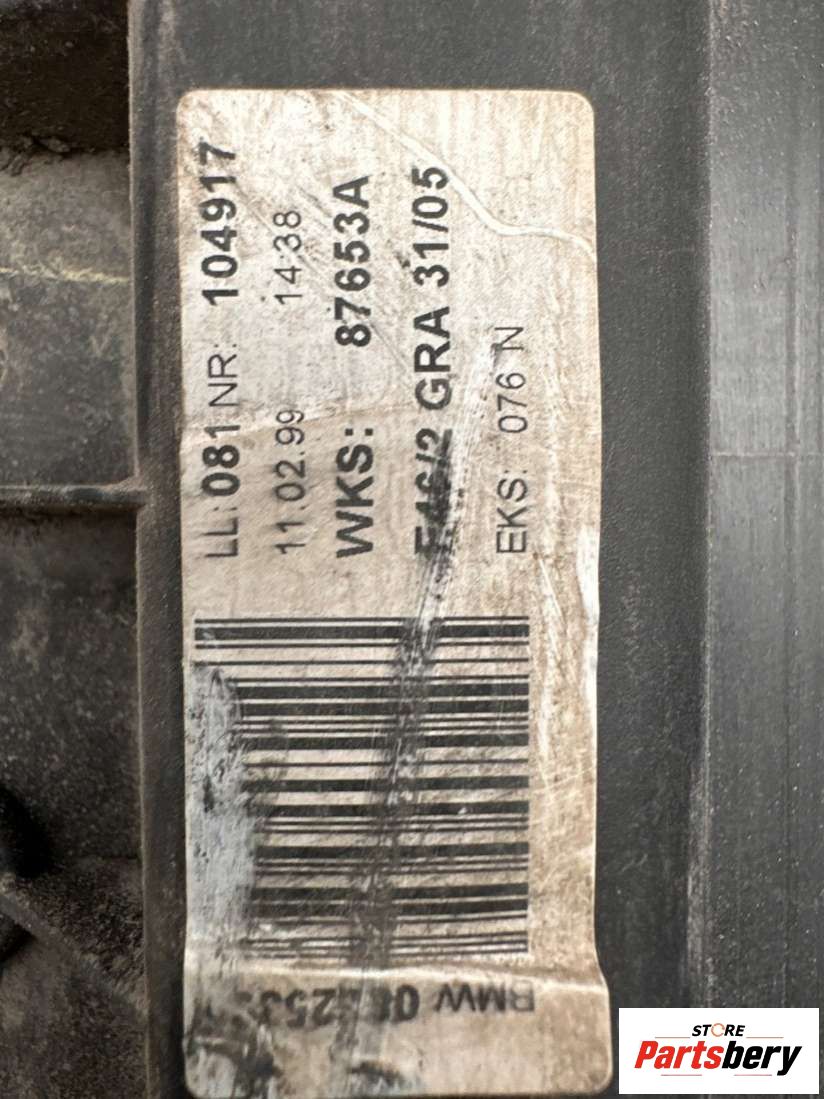 LL:081 NR: 104917
11.02.99 14:38
WKS: 87653A
E46/2 GRA 31/05
EKS: 076 N
BMW
STORE
Partsbery